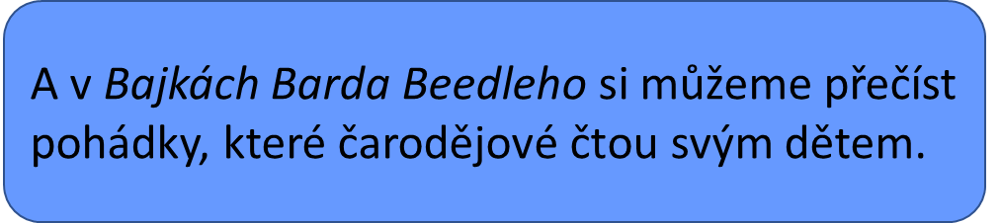 A v Bajkách Barda Beedleho si můžeme přečíst
pohádky, které čarodějové čtou svým dětem.